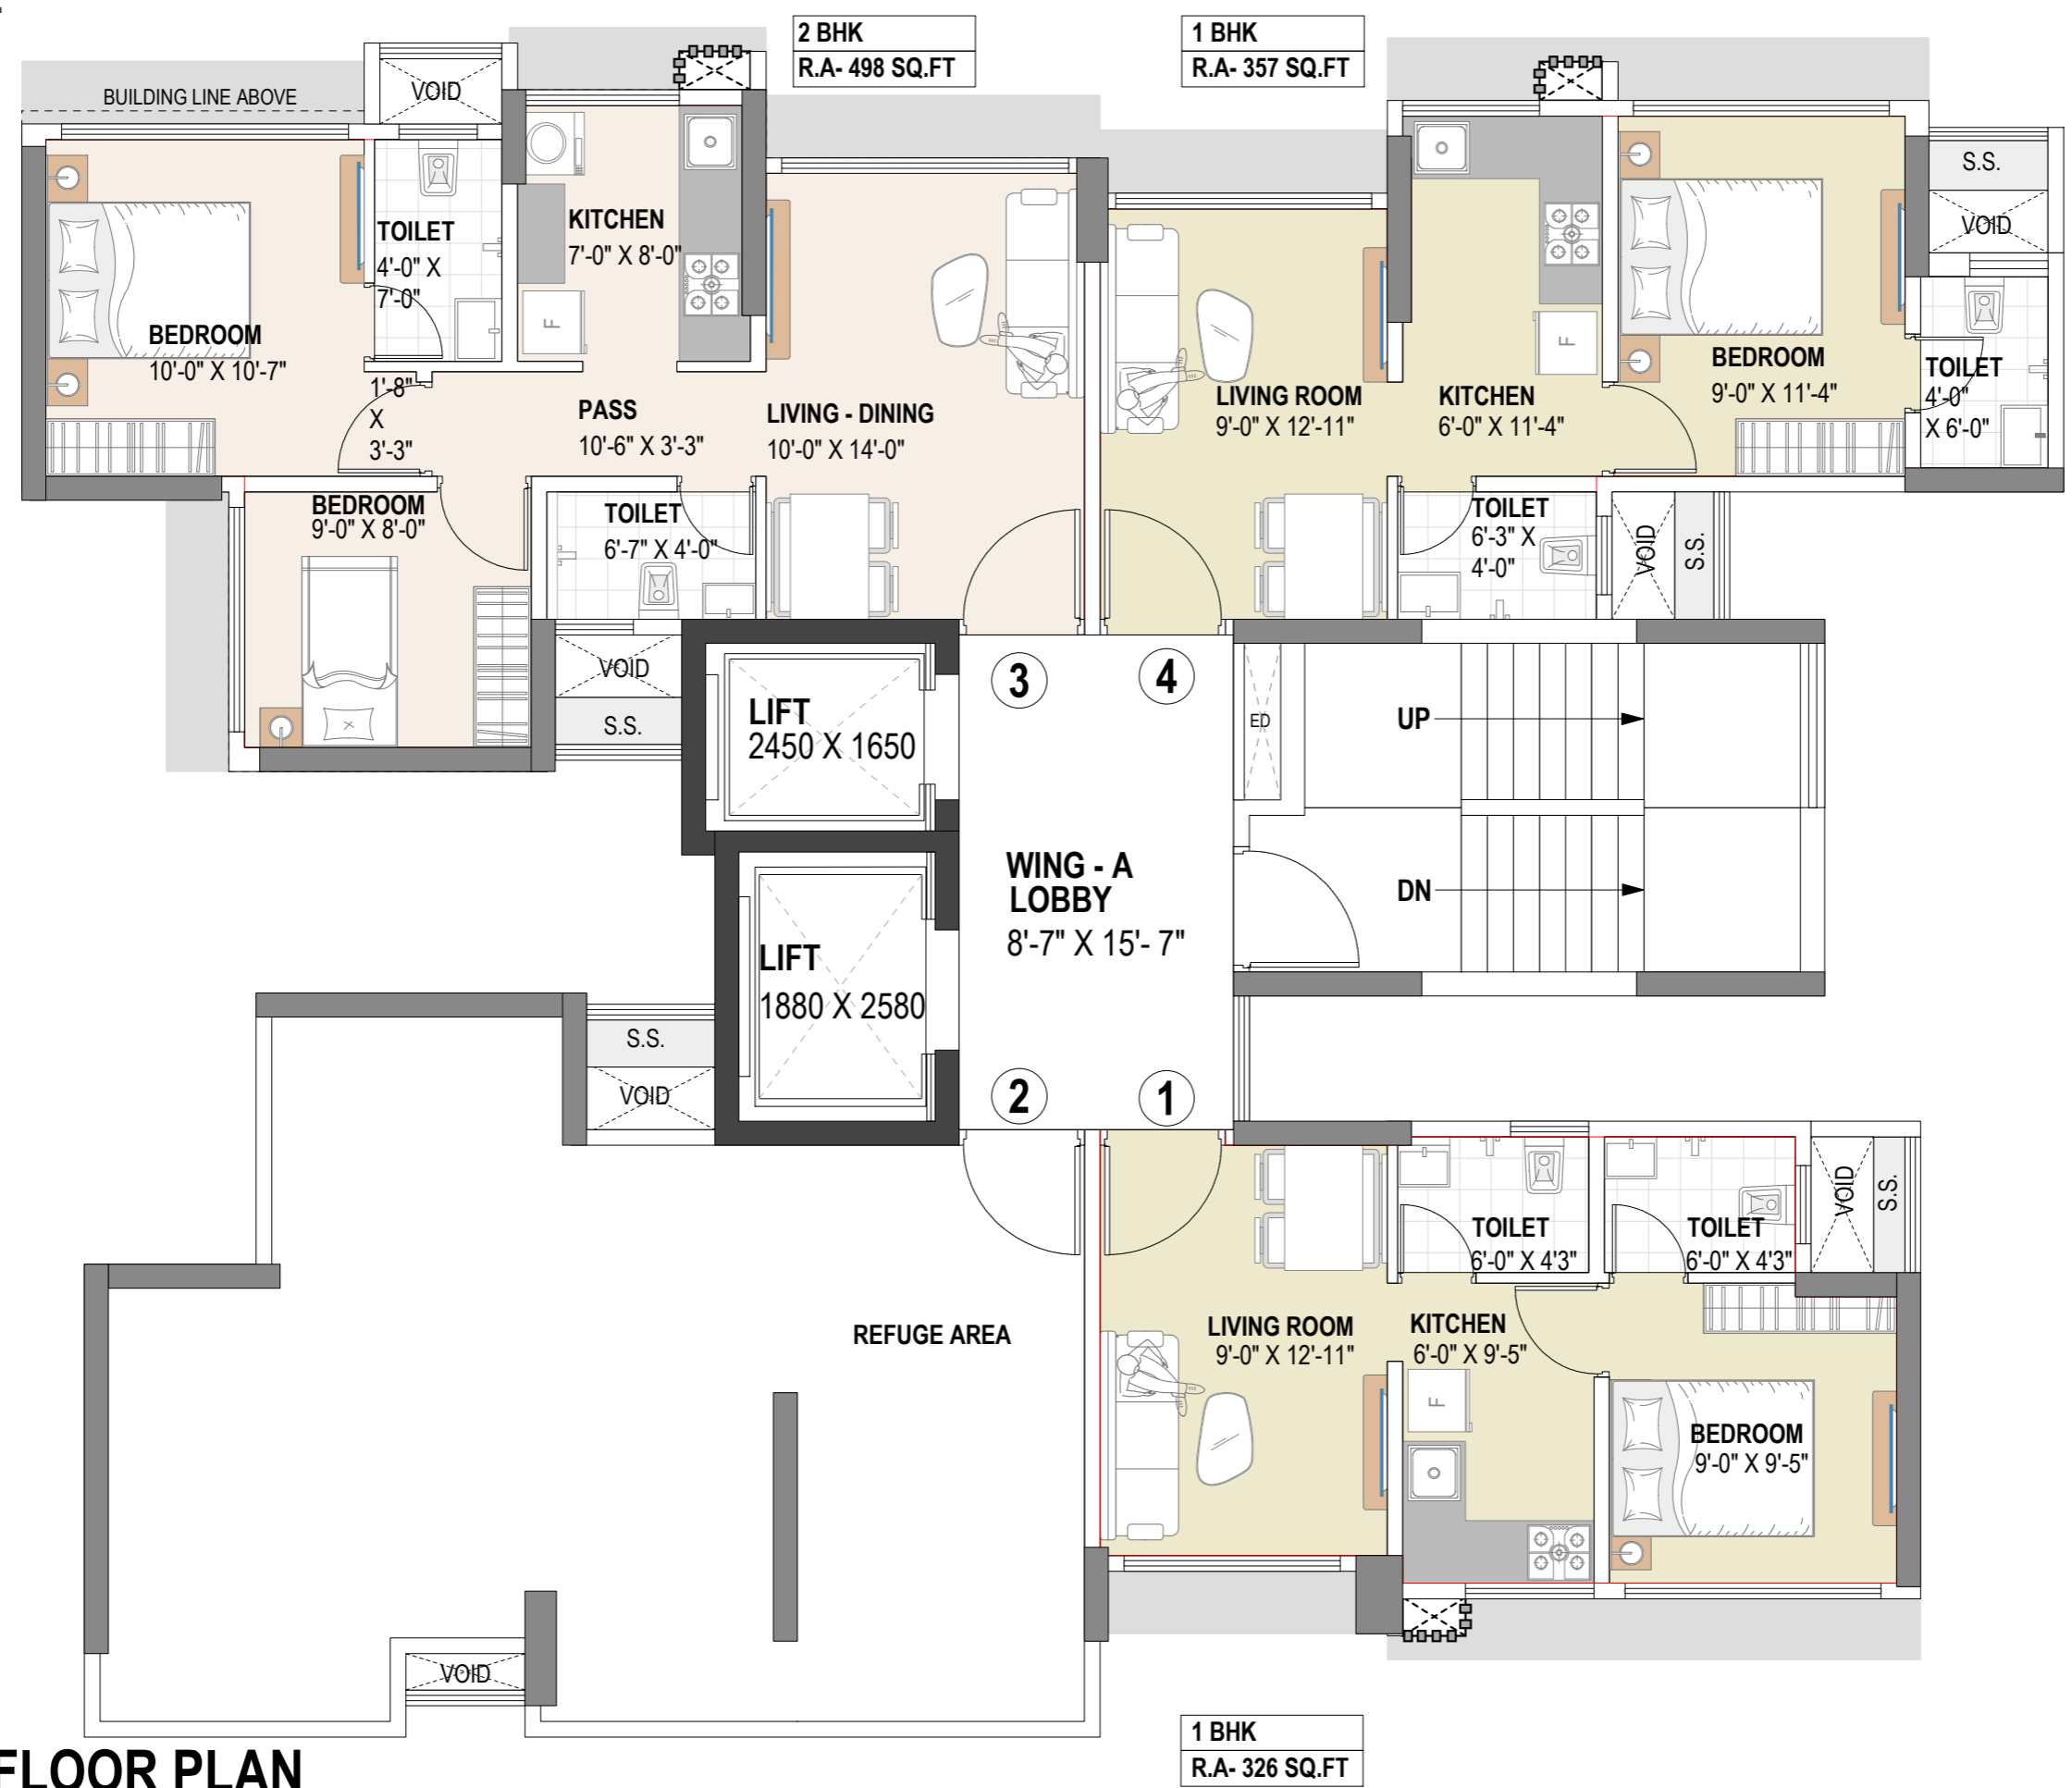 2 BHK
R.A- 498 SQ.FT
1 BHK
R.A- 357 SQ.FT
BUILDING LINE ABOVE
VOID
BEDROOM
10'-0" X 10'-7"
TOILET
4'-0" X
7'-0"
1'-8"
X
3'-3"
KITCHEN
7'-0" X 8'-0"
F
PASS
10'-6" X 3'-3"
LIVING - DINING
10'-0" X 14'-0"
BEDROOM
9'-0" X 8'-0"
TOILET
6'-7" X 4'-0"
VOID
S.S.
LIVING ROOM
9'-0" X 12'-11"
KITCHEN
6'-0" X 11'-4"
F
BEDROOM
9'-0" X 11'-4"
S.S.
VOID
TOILET
4'-0"
X 6'-0"
TOILET
6'-3" X
4'-0"
VOID
S.S.
LIFT
2450 X 1650
3
4
ED
UP
DN
WING - A
LOBBY
8'-7" X 15'- 7"
LIFT
1880 X 2580
S.S.
VOID
2
1
REFUGE AREA
VOID
LIVING ROOM
9'-0" X 12'-11"
KITCHEN
6'-0" X 9'-5"
F
TOILET
6'-0" X 4'3"
TOILET
6'-0" X 4'3"
VOID
S.S.
BEDROOM
9'-0" X 9'-5"
1 BHK
R.A- 326 SQ.FT
FLOOR PLAN